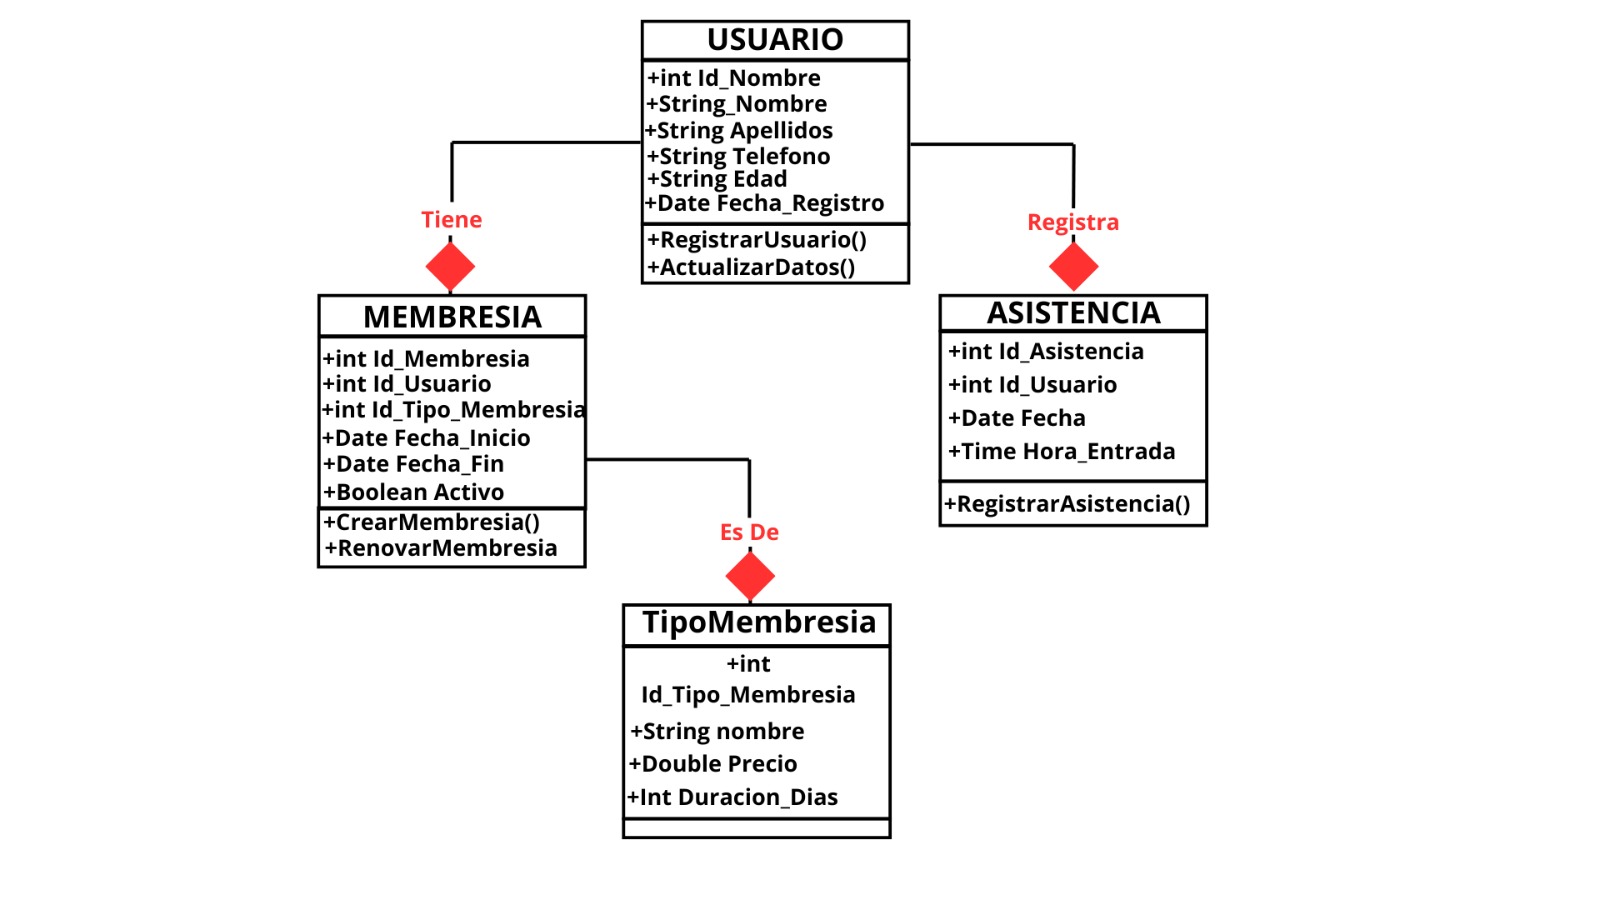 USUARIO
+int Id_Nombre
+String_Nombre
+String Apellidos
+String Telefono
+String Edad
+Date Fecha_Registro
+RegistrarUsuario()
+ActualizarDatos()
Tiene
Registra
MEMBRESIA
+int Id_Membresia
+int Id_Usuario
+int Id_Tipo_Membresia
+Date Fecha_Inicio
+Date Fecha_Fin
+Boolean Activo
+CrearMembresia()
+RenovarMembresia
ASISTENCIA
+int Id_Asistencia
+int Id_Usuario
+Date Fecha
+Time Hora_Entrada
+RegistrarAsistencia()
Es De
TipoMembresia
+int
Id_Tipo_Membresia
+String nombre
+Double Precio
+Int Duracion_Dias